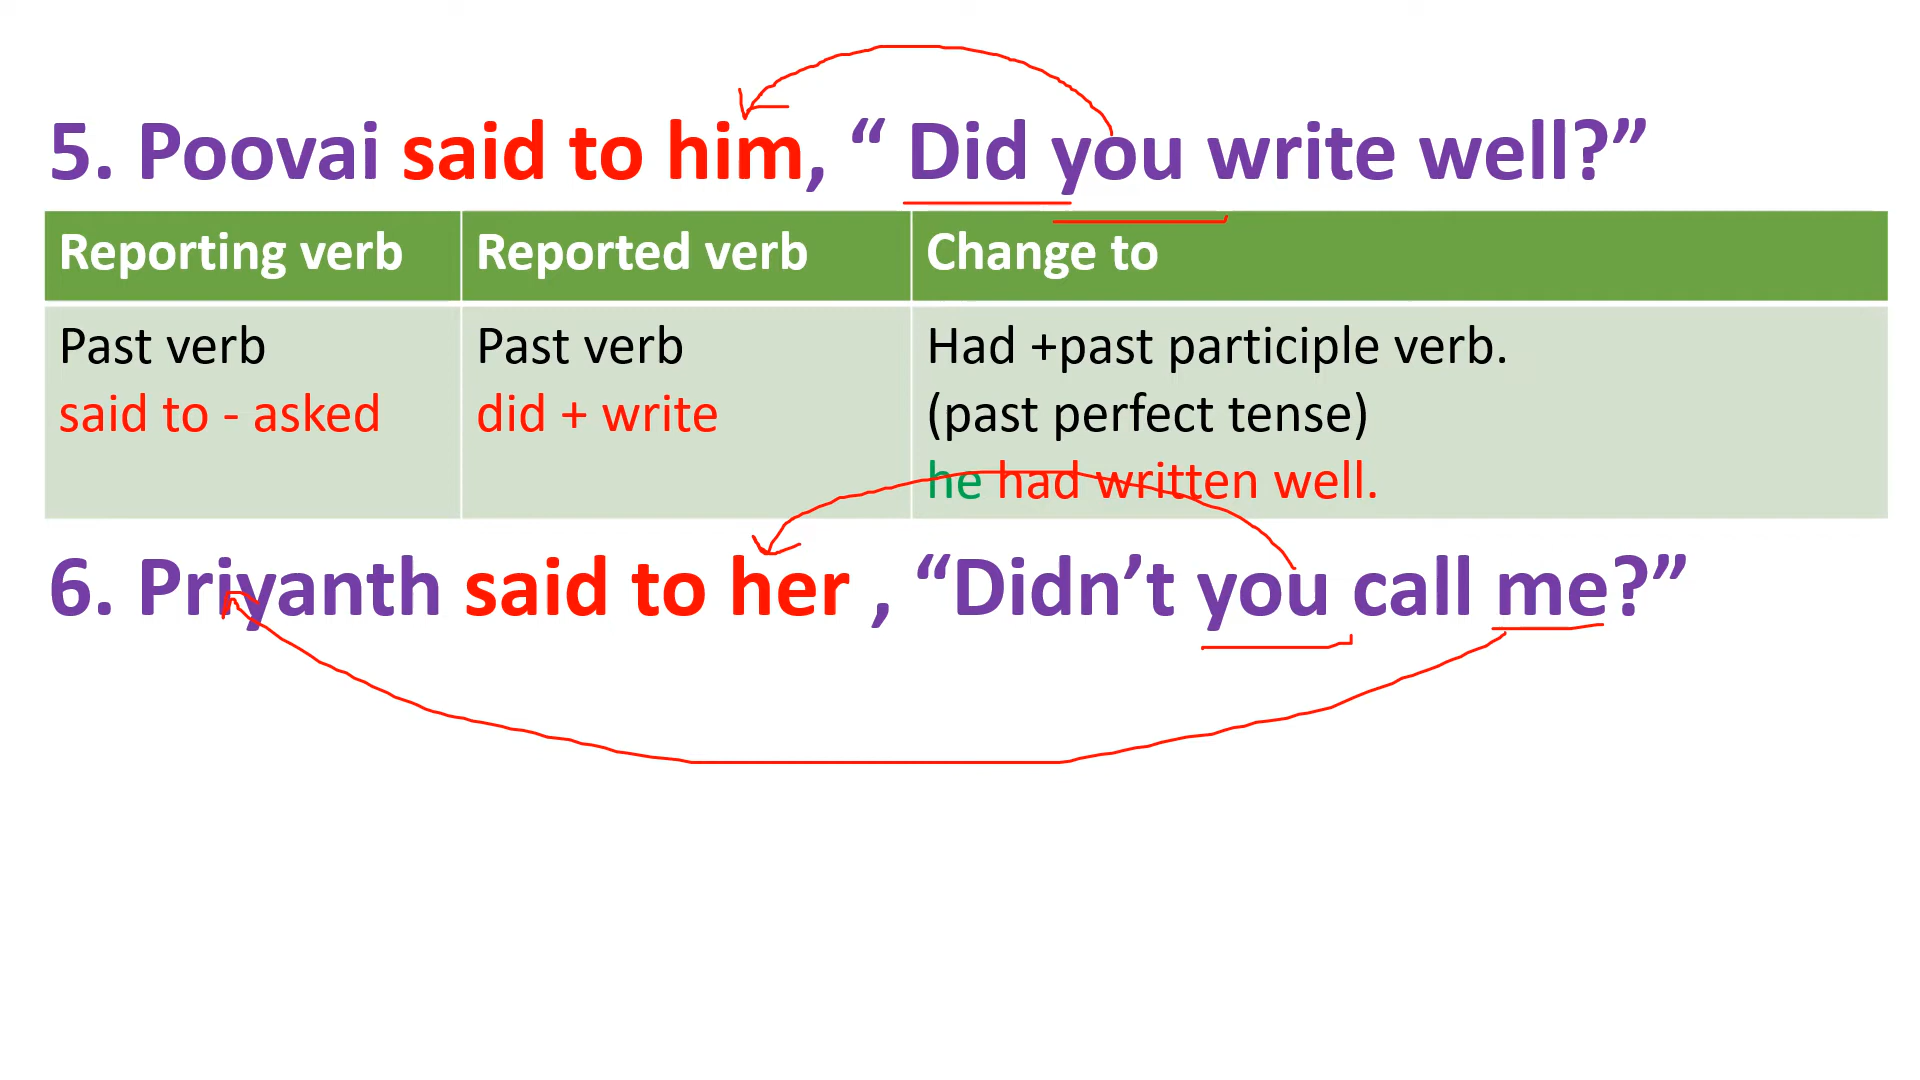 5. Poovai said to him, “ Did you write well?”
Reporting verb Reported verb Change to
Past verb Past verb Had +past participle verb.
said to - asked did + write (past perfect tense)
he had written well.
6. Priyanth said to her , “Didn’t you call me?”